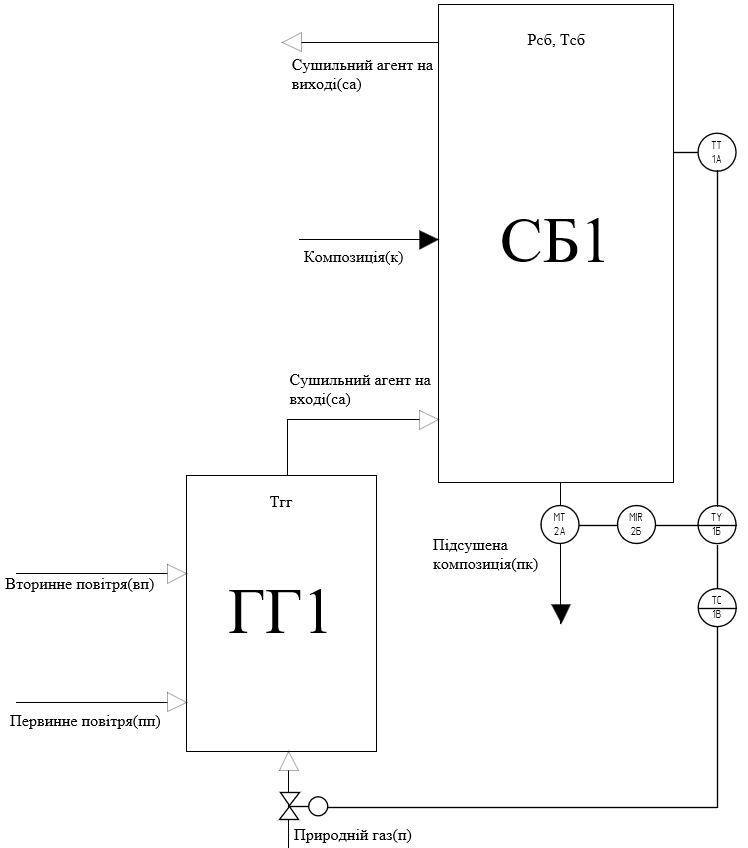 Рсб, Тсб
Сушильний агент на
виході(са)
ТТ
1А
СБ1
Композиція(к)
Сушильний агент на
вході(са)
Тгг
МТ
2А
MIR
2Б
TY
1Б
Підсушена
композиція(пк)
Вторинне повітря(вп)
ГГ1
TC
1В
Первинне повітря(пп)
Природній газ(п)